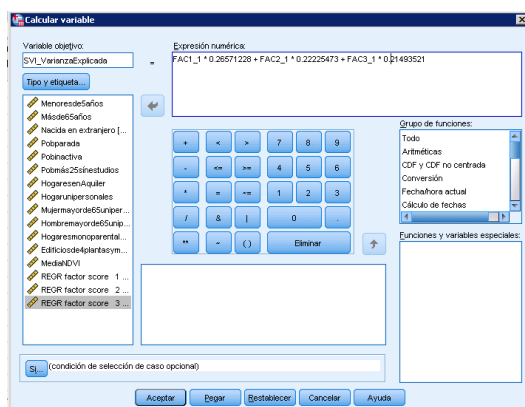 Calcular variable
Variable objetivo:
SVI_VarianzaExplicada
=
Expresión numérica:
FAC1_1 * 0.26571228 + FAC2_1 * 0.22225473 + FAC3_1 * 0.21493521
Tipo y etiqueta...
Menoresde5años
Másde65años
Nacida en extranjero [...
Pobparada
Pobinactiva
Pobmás25sinestudios
HogaresenAquiler
Hogarunipersonales
Mujermayorde65uniper...
Hombremayorde65unip...
Hogaresmonoparental...
Edificiosde4plantasym...
MediaNDVI
REGR factor score 1 ...
REGR factor score 2 ...
REGR factor score 3 ...
+ < > 7 8 9
- <= >= 4 5 6
* = ~= 1 2 3
/ & | 0 .
** ~ ( ) Eliminar
Grupo de funciones:
Todo
Aritméticas
CDF y CDF no centrada
Conversión
Fecha/hora actual
Cálculo de fechas
Funciones y variables especiales:
Si... (condición de selección de caso opcional)
Aceptar Pegar Restablecer Cancelar Ayuda